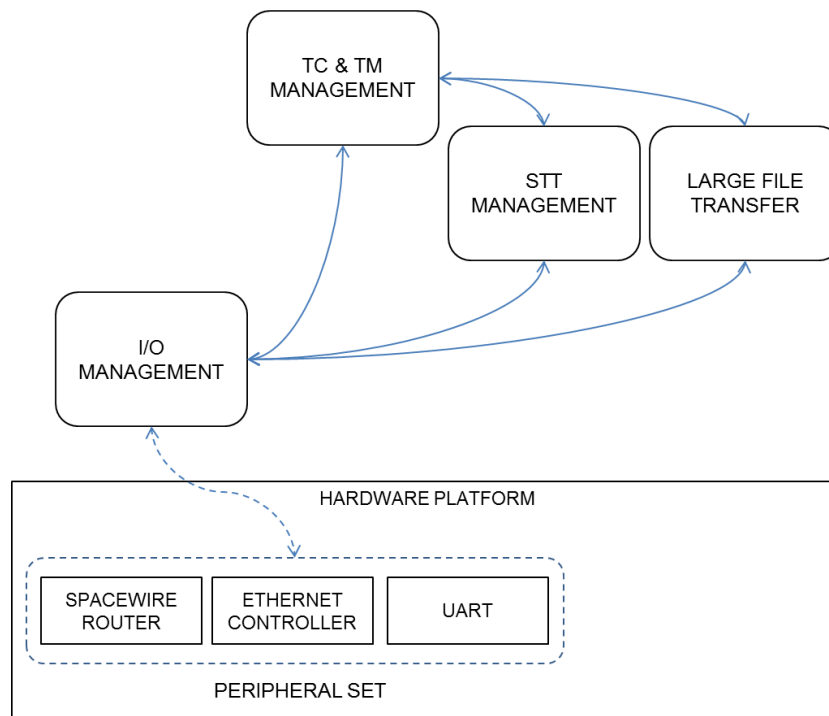 TC & TM
MANAGEMENT
STT
MANAGEMENT
LARGE FILE
TRANSFER
I/O
MANAGEMENT
HARDWARE PLATFORM
SPACEWIRE
ROUTER
ETHERNET
CONTROLLER
UART
PERIPHERAL SET